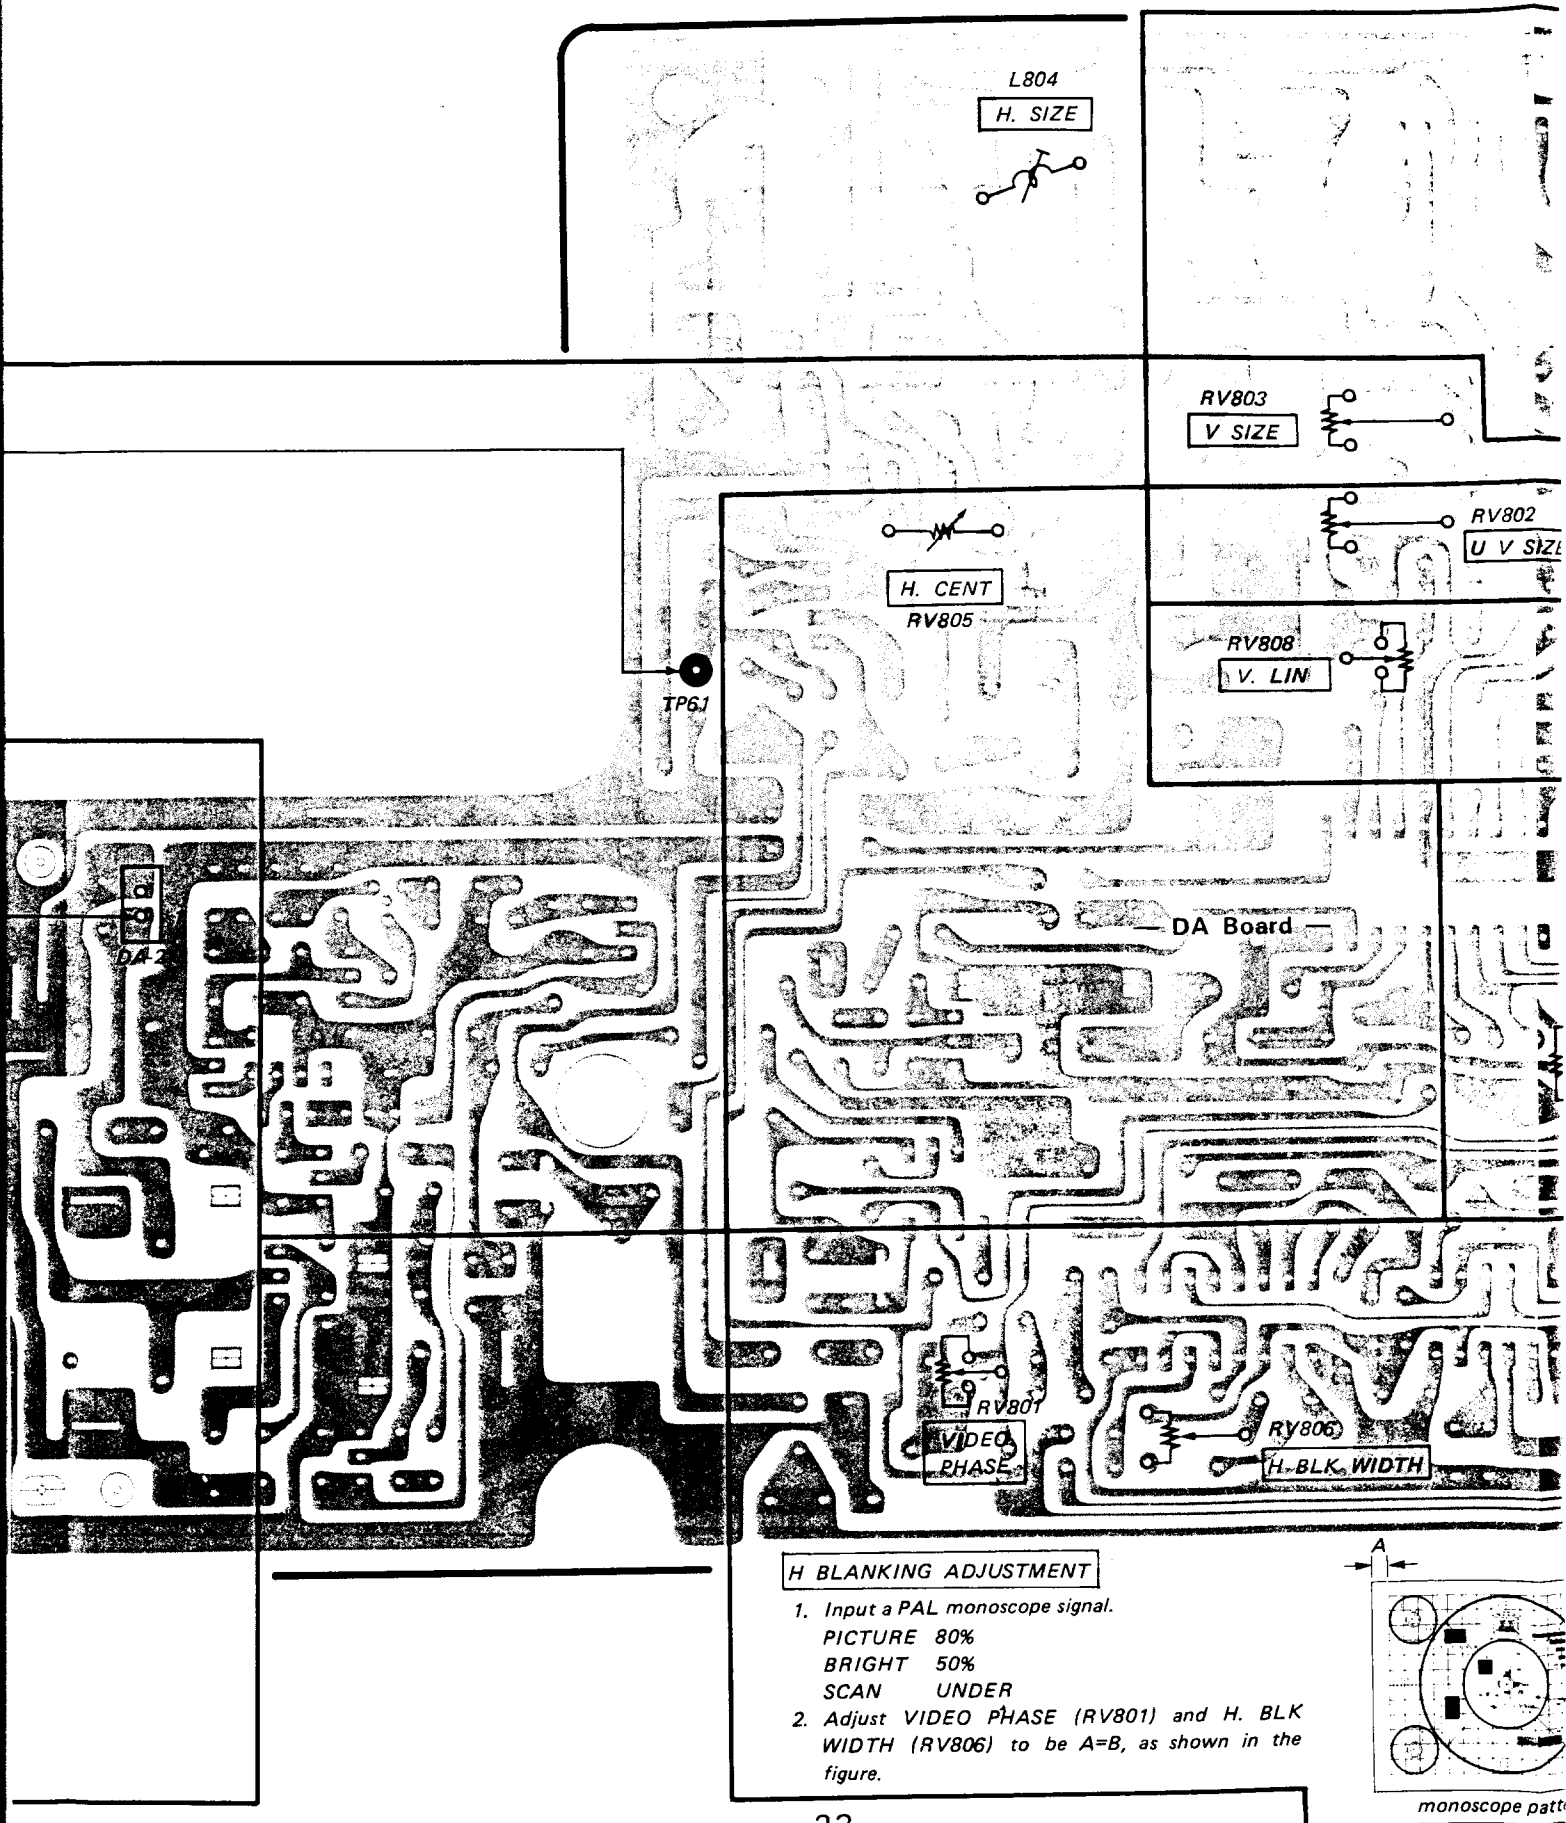 L804
H. SIZE
RV803
V SIZE
RV802
U V SIZE
H. CENT
RV805
RV808
V. LIN
TP61
DA-2
— DA Board —
RV801
VIDEO
PHASE
RV806
H. BLK WIDTH
H BLANKING ADJUSTMENT
1. Input a PAL monoscope signal.
PICTURE 80%
BRIGHT 50%
SCAN UNDER
2. Adjust VIDEO PHASE (RV801) and H. BLK
WIDTH (RV806) to be A=B, as shown in the
figure.
A
monoscope